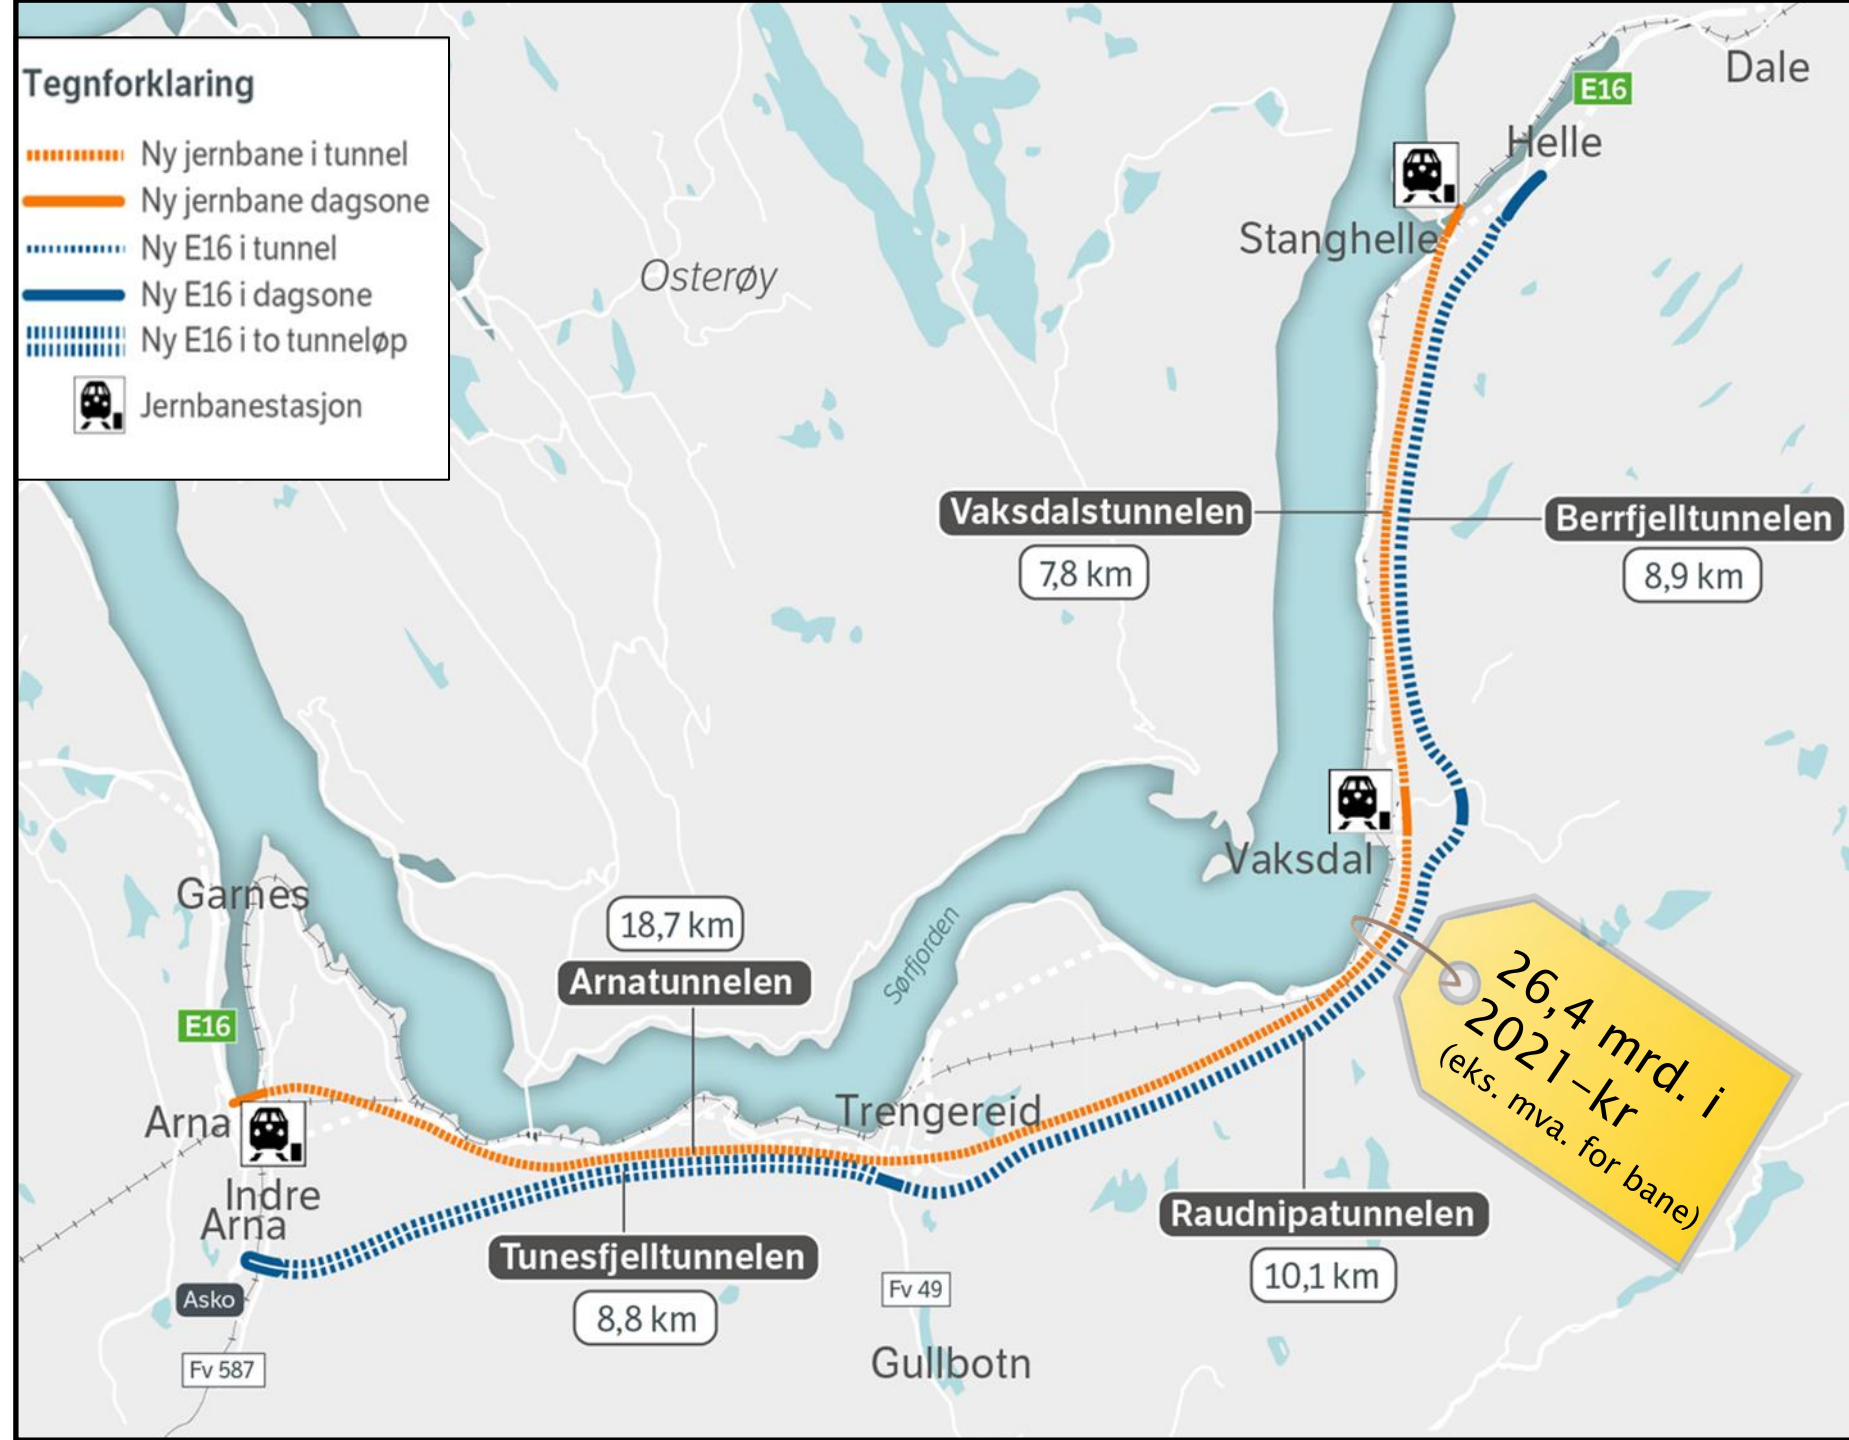 Tegnforklaring
Ny jernbane i tunnel
Ny jernbane dagsone
Ny E16 i tunnel
Ny E16 i dagsone
Ny E16 i to tunneløp
Jernbanestasjon
Dale
E16
Helle
Stanghelle
Osterøy
Vaksdalstunnelen
7,8 km
Berrfjelltunnelen
8,9 km
Vaksdal
Garnes
18,7 km
Arnatunnelen
Sørfjorden
26,4 mrd. i
2021-kr
(eks. mva. for bane)
E16
Arna
Trengereid
Indre
Arna
Raudnipatunnelen
10,1 km
Tunesfjelltunnelen
8,8 km
Asko
Fv 49
Fv 587
Gullbotn